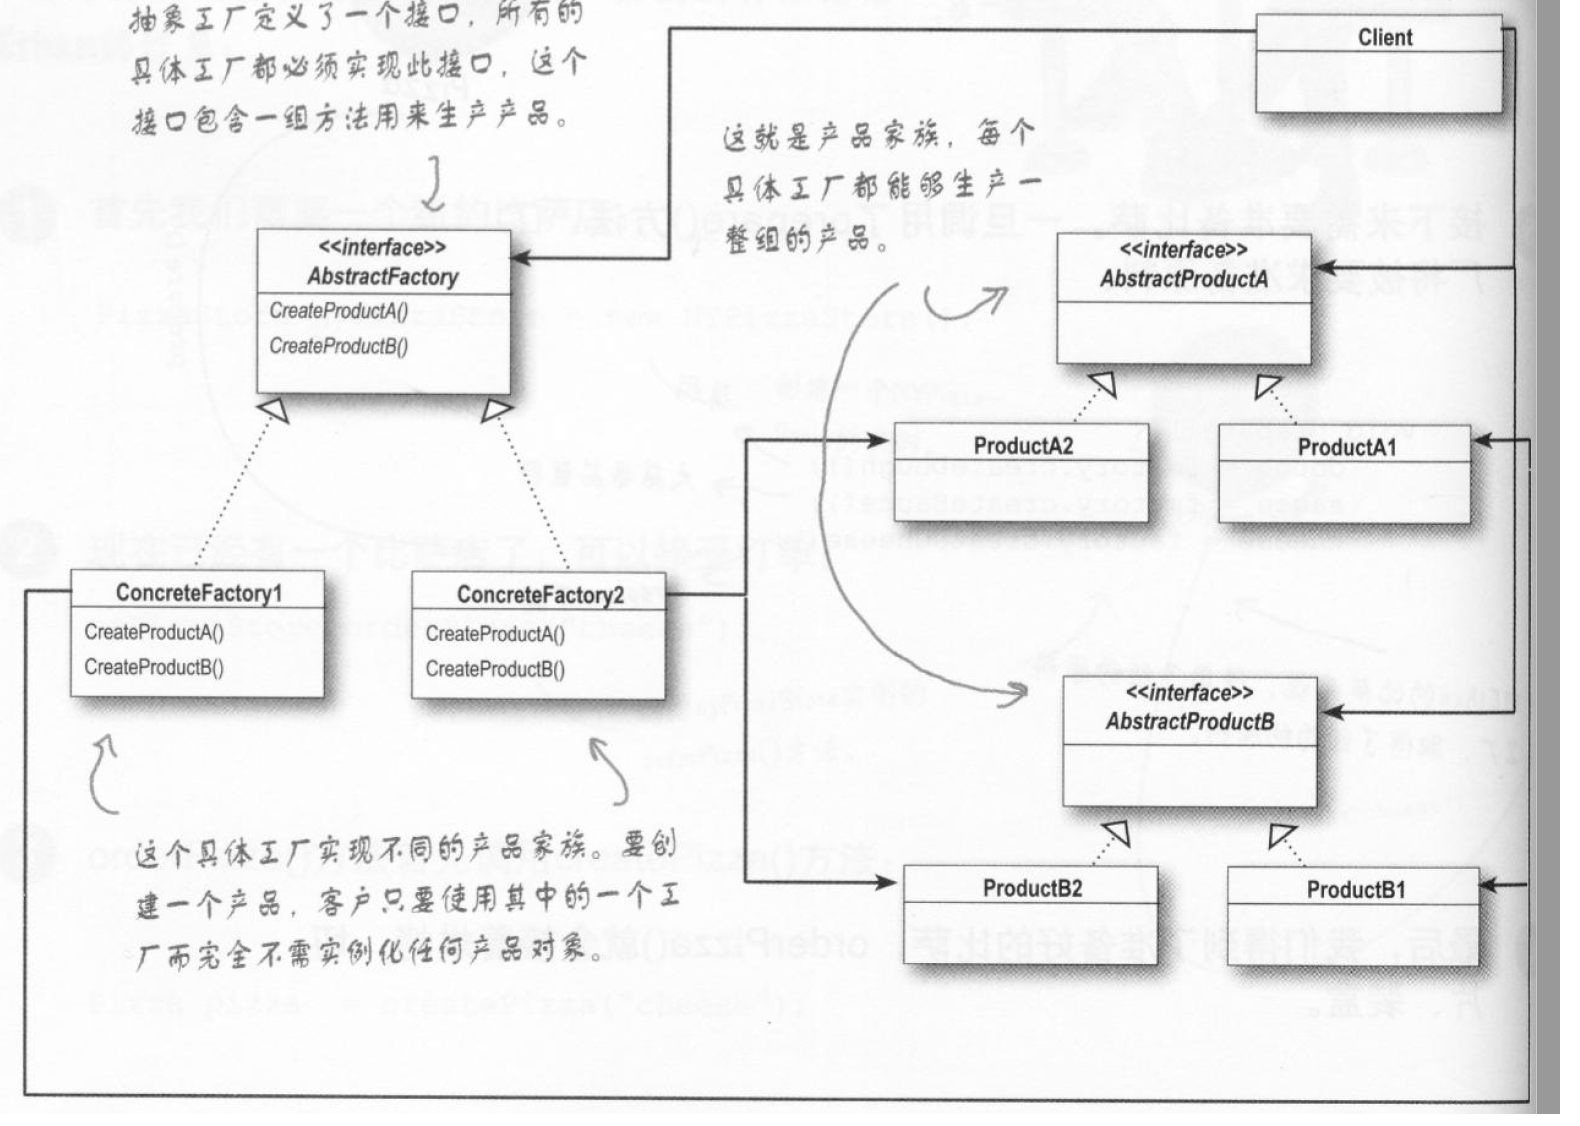 抽象工厂定义了一个接口，所有的
具体工厂都必须实现此接口，这个
接口包含一组方法用来生产产品。
Client
这就是产品家族，每个
具体工厂都能够生产一
整组的产品。
<<interface>>
AbstractFactory
CreateProductA()
CreateProductB()
<<interface>>
AbstractProductA
ProductA2
ProductA1
ConcreteFactory1
CreateProductA()
CreateProductB()
ConcreteFactory2
CreateProductA()
CreateProductB()
<<interface>>
AbstractProductB
ProductB2
ProductB1
这个具体工厂实现不同的产品家族。要创
建一个产品，客户只要使用其中的一个工
厂而完全不需实例化任何产品对象。